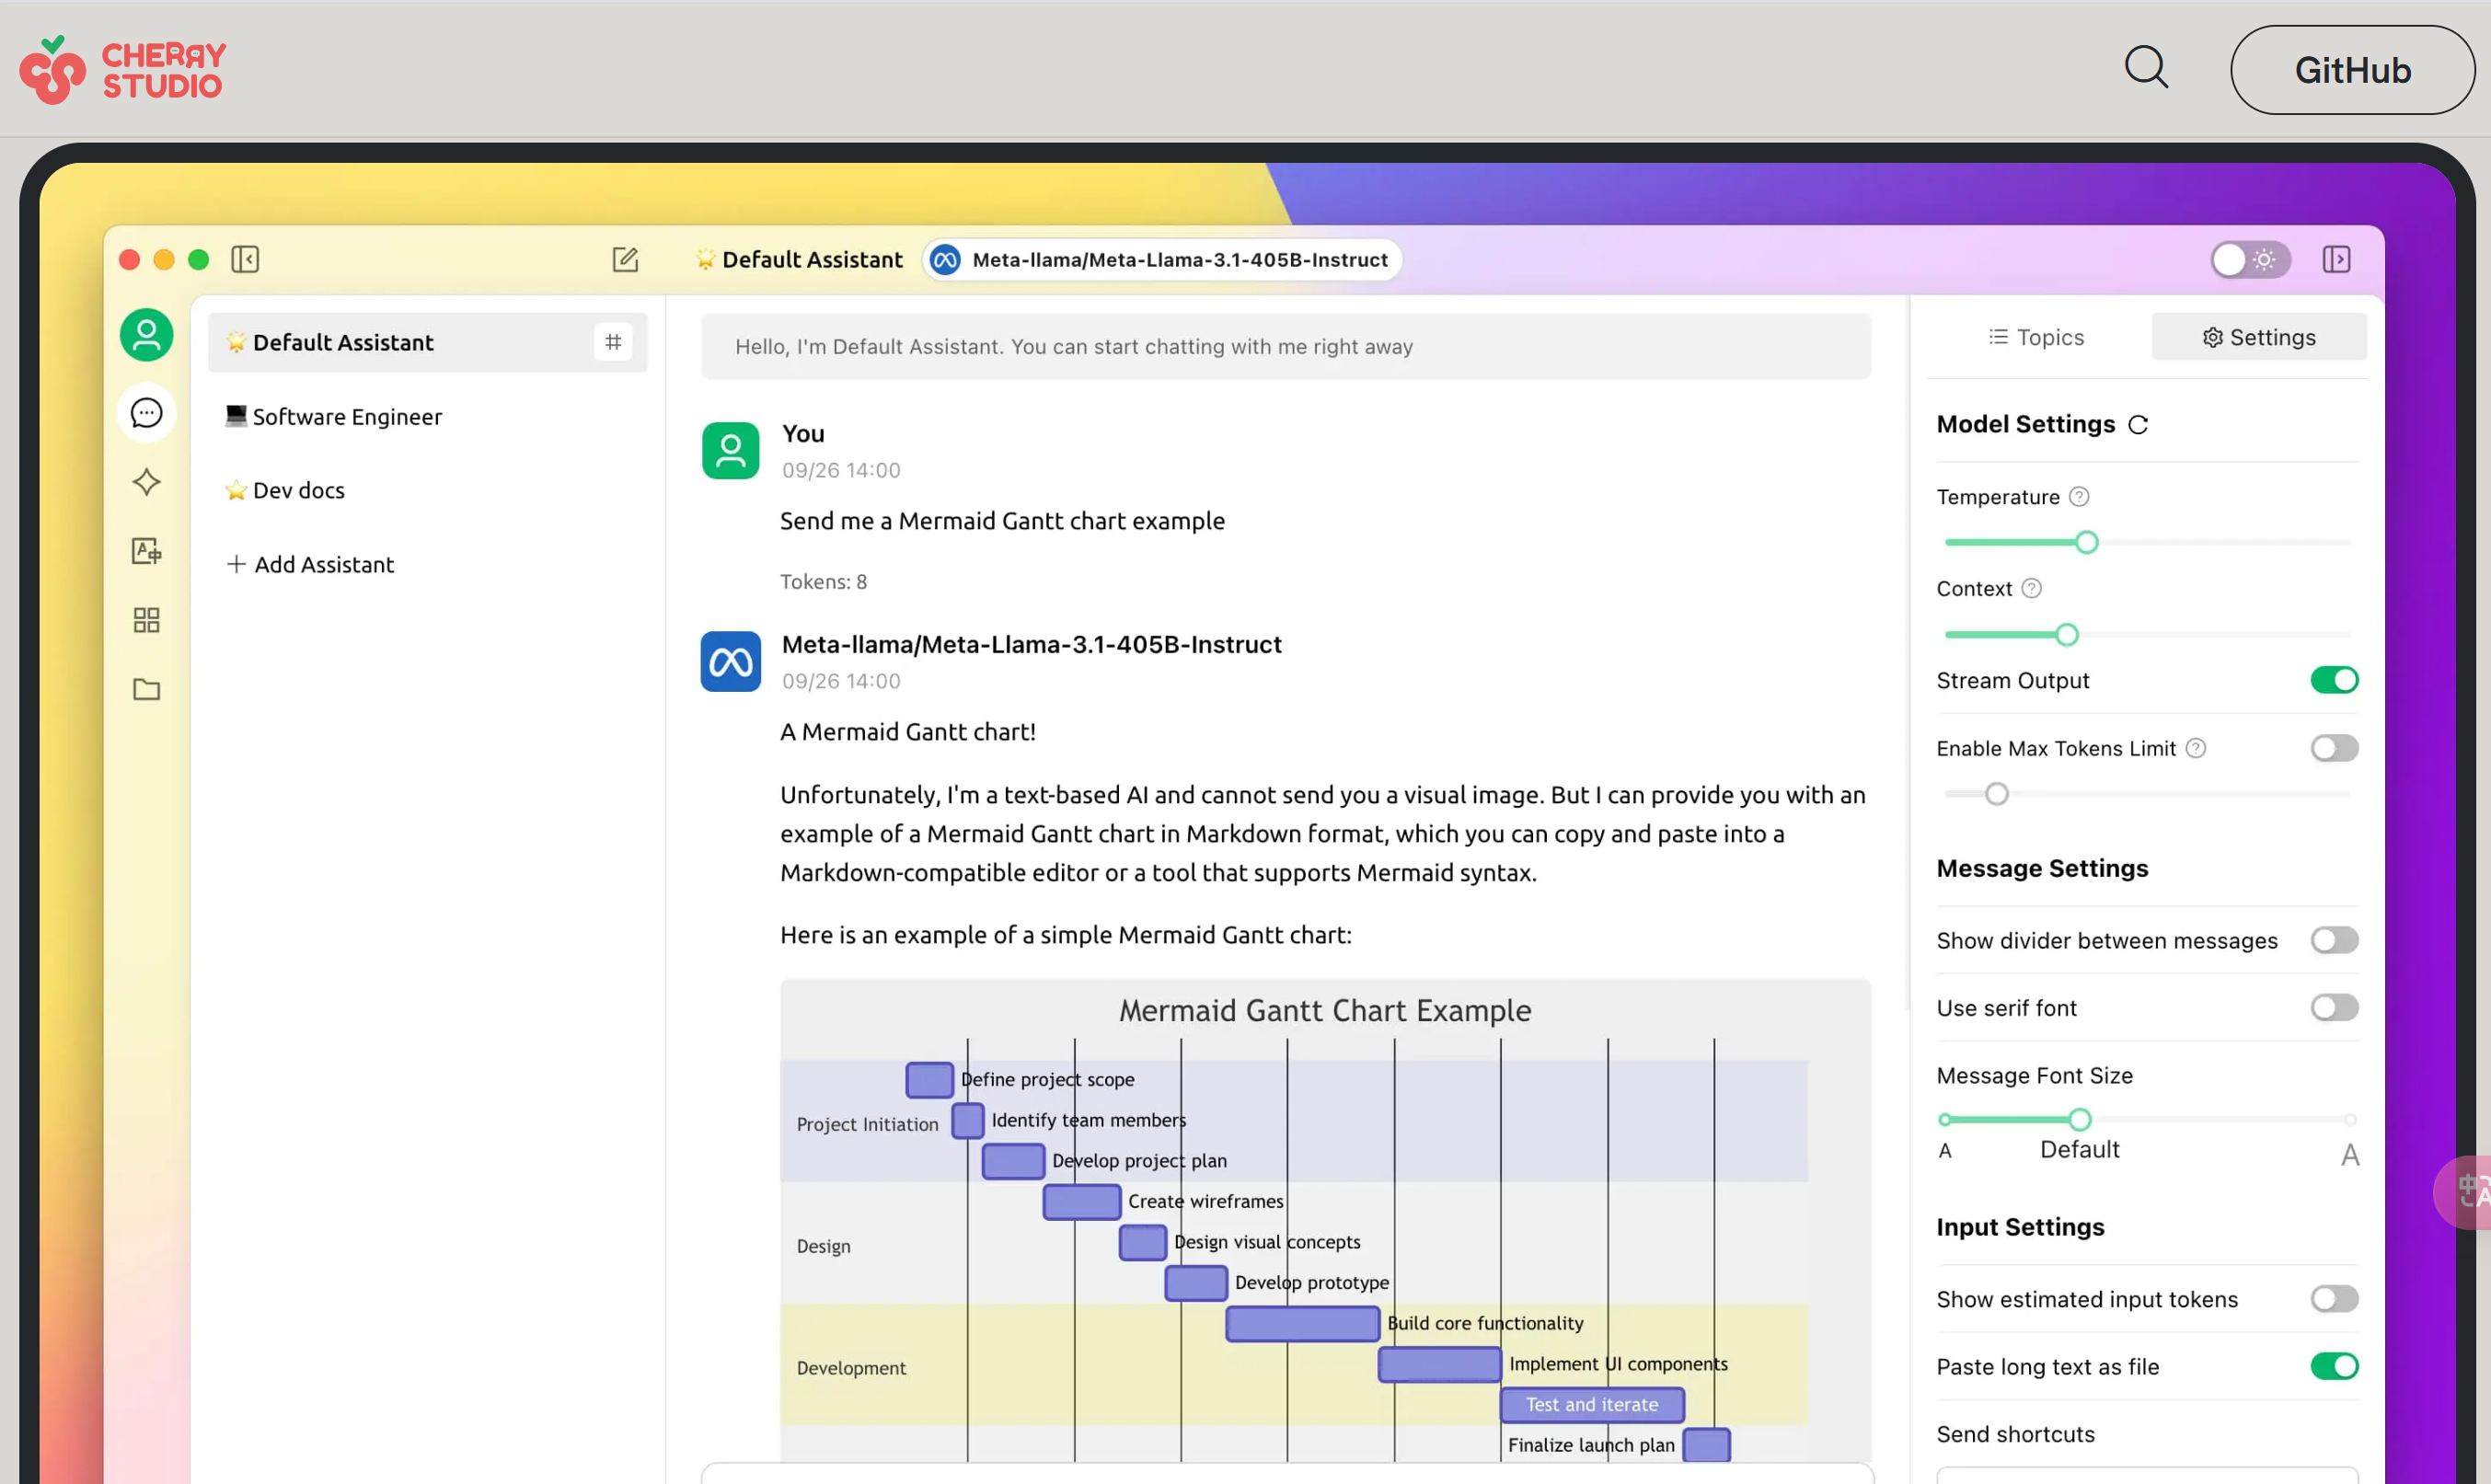 CHERRY
STUDIO
GitHub
Default Assistant
Meta-llama/Meta-Llama-3.1-405B-Instruct
Default Assistant
Software Engineer
Dev docs
Add Assistant
Hello, I'm Default Assistant. You can start chatting with me right away
You
09/26 14:00
Send me a Mermaid Gantt chart example
Tokens: 8
Meta-llama/Meta-Llama-3.1-405B-Instruct
09/26 14:00
A Mermaid Gantt chart!
Unfortunately, I'm a text-based AI and cannot send you a visual image. But I can provide you with an
example of a Mermaid Gantt chart in Markdown format, which you can copy and paste into a
Markdown-compatible editor or a tool that supports Mermaid syntax.
Here is an example of a simple Mermaid Gantt chart:
Mermaid Gantt Chart Example
Project Initiation
Define project scope
Identify team members
Develop project plan
Design
Create wireframes
Design visual concepts
Develop prototype
Development
Build core functionality
Implement UI components
Test and iterate
Finalize launch plan
Topics
Settings
Model Settings
Temperature
Context
Stream Output
Enable Max Tokens Limit
Message Settings
Show divider between messages
Use serif font
Message Font Size
A
Default
A
Input Settings
Show estimated input tokens
Paste long text as file
Send shortcuts
中A